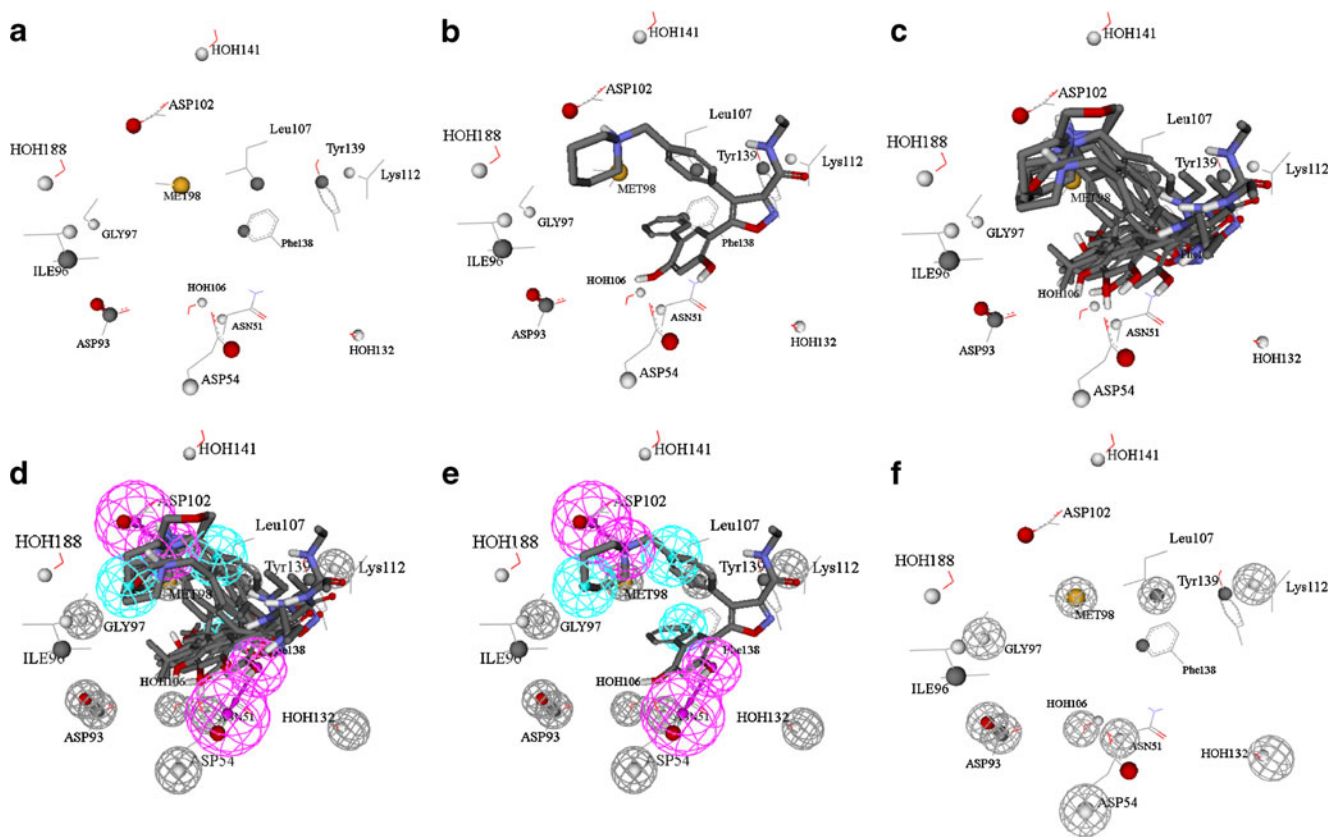 a
HOH141
ASP102
Leu107
HOH188
Tyr139
Lys112
MET98
GLY97
Phe138
ILE96
HOH106
ASP93
ASN51
HOH132
ASP54
b
HOH141
ASP102
Leu107
HOH188
Tyr139
Lys112
MET98
GLY97
Phe138
ILE96
HOH106
ASP93
ASN51
HOH132
ASP54
c
HOH141
ASP102
Leu107
HOH188
Tyr139
Lys112
MET98
GLY97
ILE96
HOH106
ASP93
ASN51
HOH132
ASP54
d
HOH141
ASP102
Leu107
HOH188
Tyr139
Lys112
MET98
GLY97
ILE96
HOH106
HOH132
ASP93
ASN51
ASP54
e
HOH141
ASP102
Leu107
HOH188
Tyr139
Lys112
MET98
GLY97
Phe138
ILE96
HOH106
ASN51
HOH132
ASP93
ASP54
f
HOH141
ASP102
Leu107
HOH188
Tyr139
Lys112
MET98
GLY97
Phe138
ILE96
HOH106
ASP93
ASN51
HOH132
ASP54